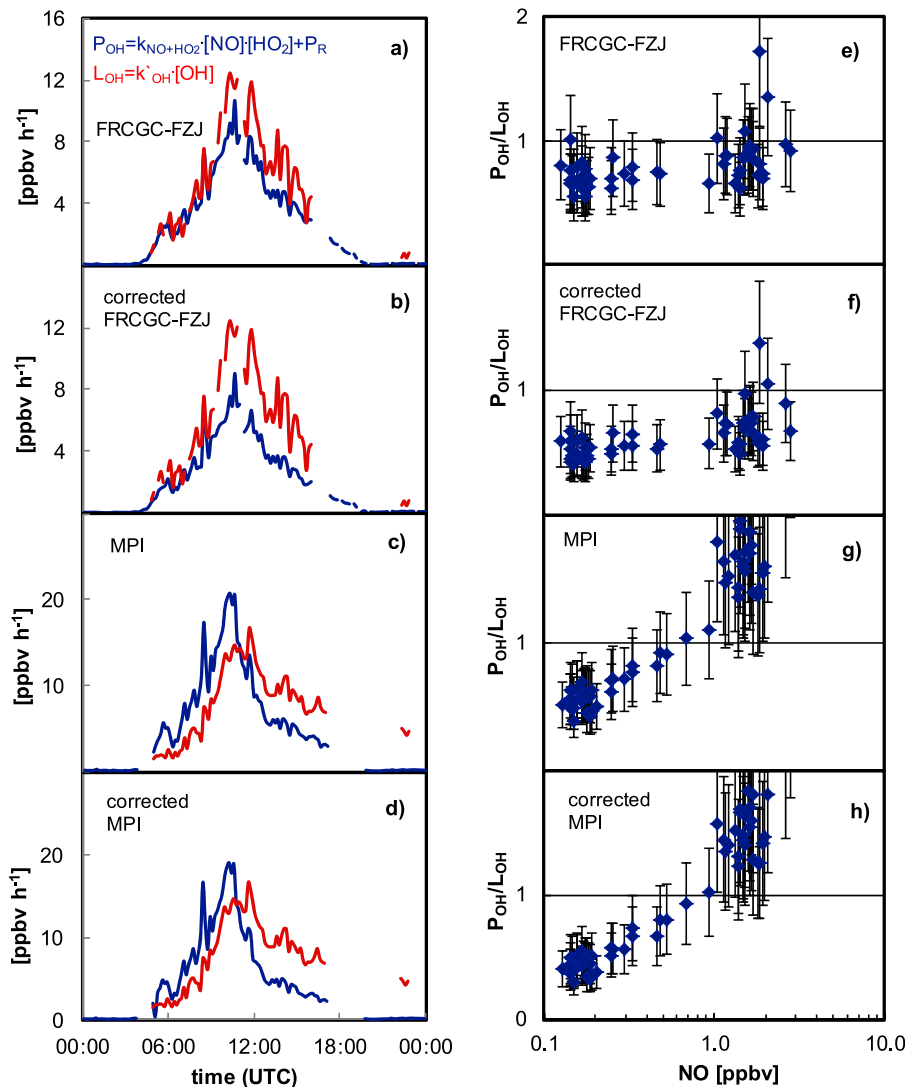 16
12
8
4
[ppbv h⁻¹]
P_OH=k_NO+HO2·[NO]·[HO₂]+P_R
L_OH=k`_OH·[OH]
FRCGC-FZJ
a)
12
8
4
[ppbv h⁻¹]
corrected
FRCGC-FZJ
b)
20
10
[ppbv h⁻¹]
MPI
c)
20
10
0
[ppbv h⁻¹]
corrected
MPI
d)
00:00 06:00 12:00 18:00 00:00
time (UTC)
2
1
P_OH/L_OH
FRCGC-FZJ
e)
1
P_OH/L_OH
corrected
FRCGC-FZJ
f)
1
P_OH/L_OH
MPI
g)
1
0
P_OH/L_OH
corrected
MPI
h)
0.1 1.0 10.0
NO [ppbv]